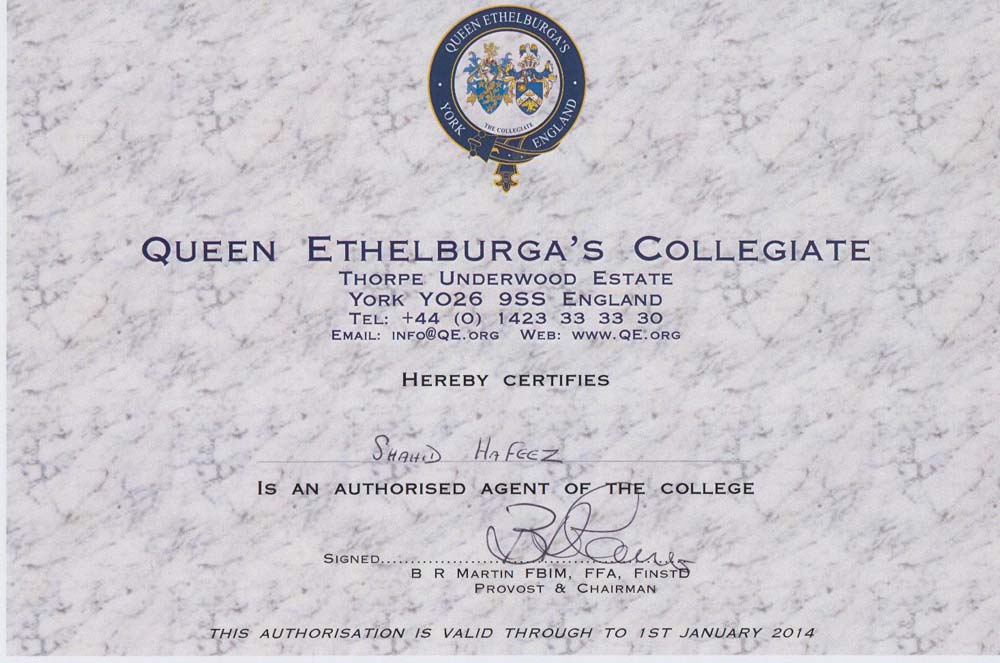 QUEEN ETHELBURGA'S
YORK
ENGLAND
THE COLLEGIATE
QUEEN ETHELBURGA'S COLLEGIATE
THORPE UNDERWOOD ESTATE
YORK YO26 9SS ENGLAND
TEL: +44 (0) 1423 33 33 30
EMAIL: INFO@QE.ORG WEB: WWW.QE.ORG
HEREBY CERTIFIES
SHAHID HAFEEZ
IS AN AUTHORISED AGENT OF THE COLLEGE
SIGNED....................
B R MARTIN FBIM, FFA, FINSTD
PROVOST & CHAIRMAN
THIS AUTHORISATION IS VALID THROUGH TO 1ST JANUARY 2014